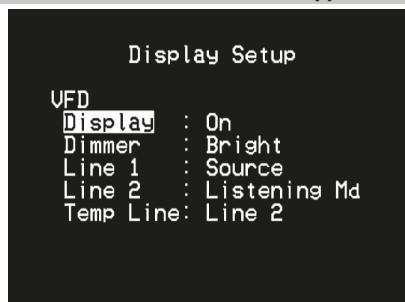 Display Setup
VFD
Display : On
Dimmer : Bright
Line 1 : Source
Line 2 : Listening Md
Temp Line: Line 2